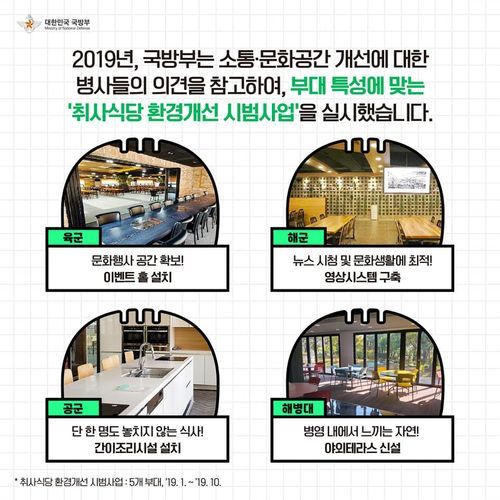 대한민국 국방부
Ministry of National Defense
2019년, 국방부는 소통·문화공간 개선에 대한
병사들의 의견을 참고하여, 부대 특성에 맞는
'취사식당 환경개선 시범사업'을 실시했습니다.
육군
문화행사 공간 확보!
이벤트 홀 설치
해군
뉴스 시청 및 문화생활에 최적!
영상시스템 구축
공군
단 한 명도 놓치지 않는 식사!
간이조리시설 설치
해병대
병영 내에서 느끼는 자연!
야외테라스 신설
* 취사식당 환경개선 시범사업 : 5개 부대, '19. 1. ~ '19. 10.